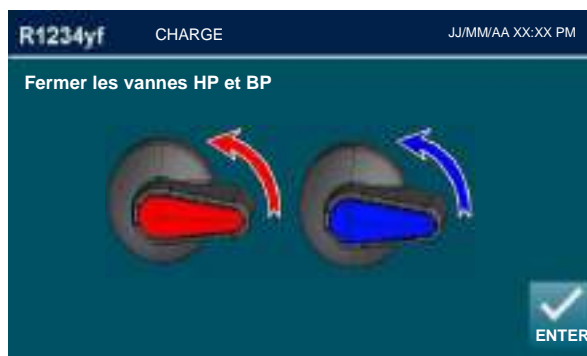 R1234yf CHARGE JJ/MM/AA XX:XX PM
Fermer les vannes HP et BP
ENTER